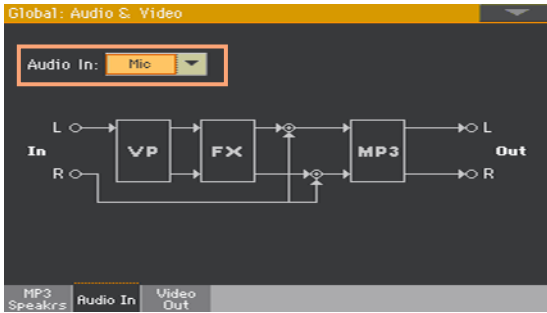 Global: Audio & Video
Audio In: Mic
L
In
R
VP
FX
MP3
L
Out
R
MP3
Speakrs
Audio In
Video
Out